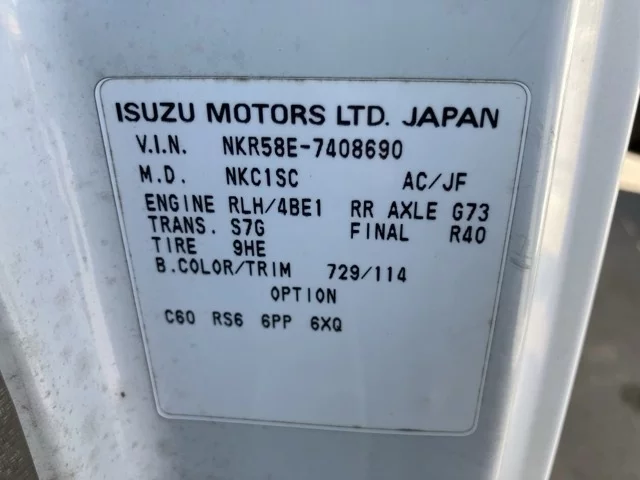 ISUZU MOTORS LTD. JAPAN
V.I.N. NKR58E-7408690
M.D. NKC1SC AC/JF
ENGINE RLH/4BE1 RR AXLE G73
TRANS. S7G FINAL R40
TIRE 9HE
B.COLOR/TRIM 729/114
OPTION
C60 RS6 6PP 6XQ